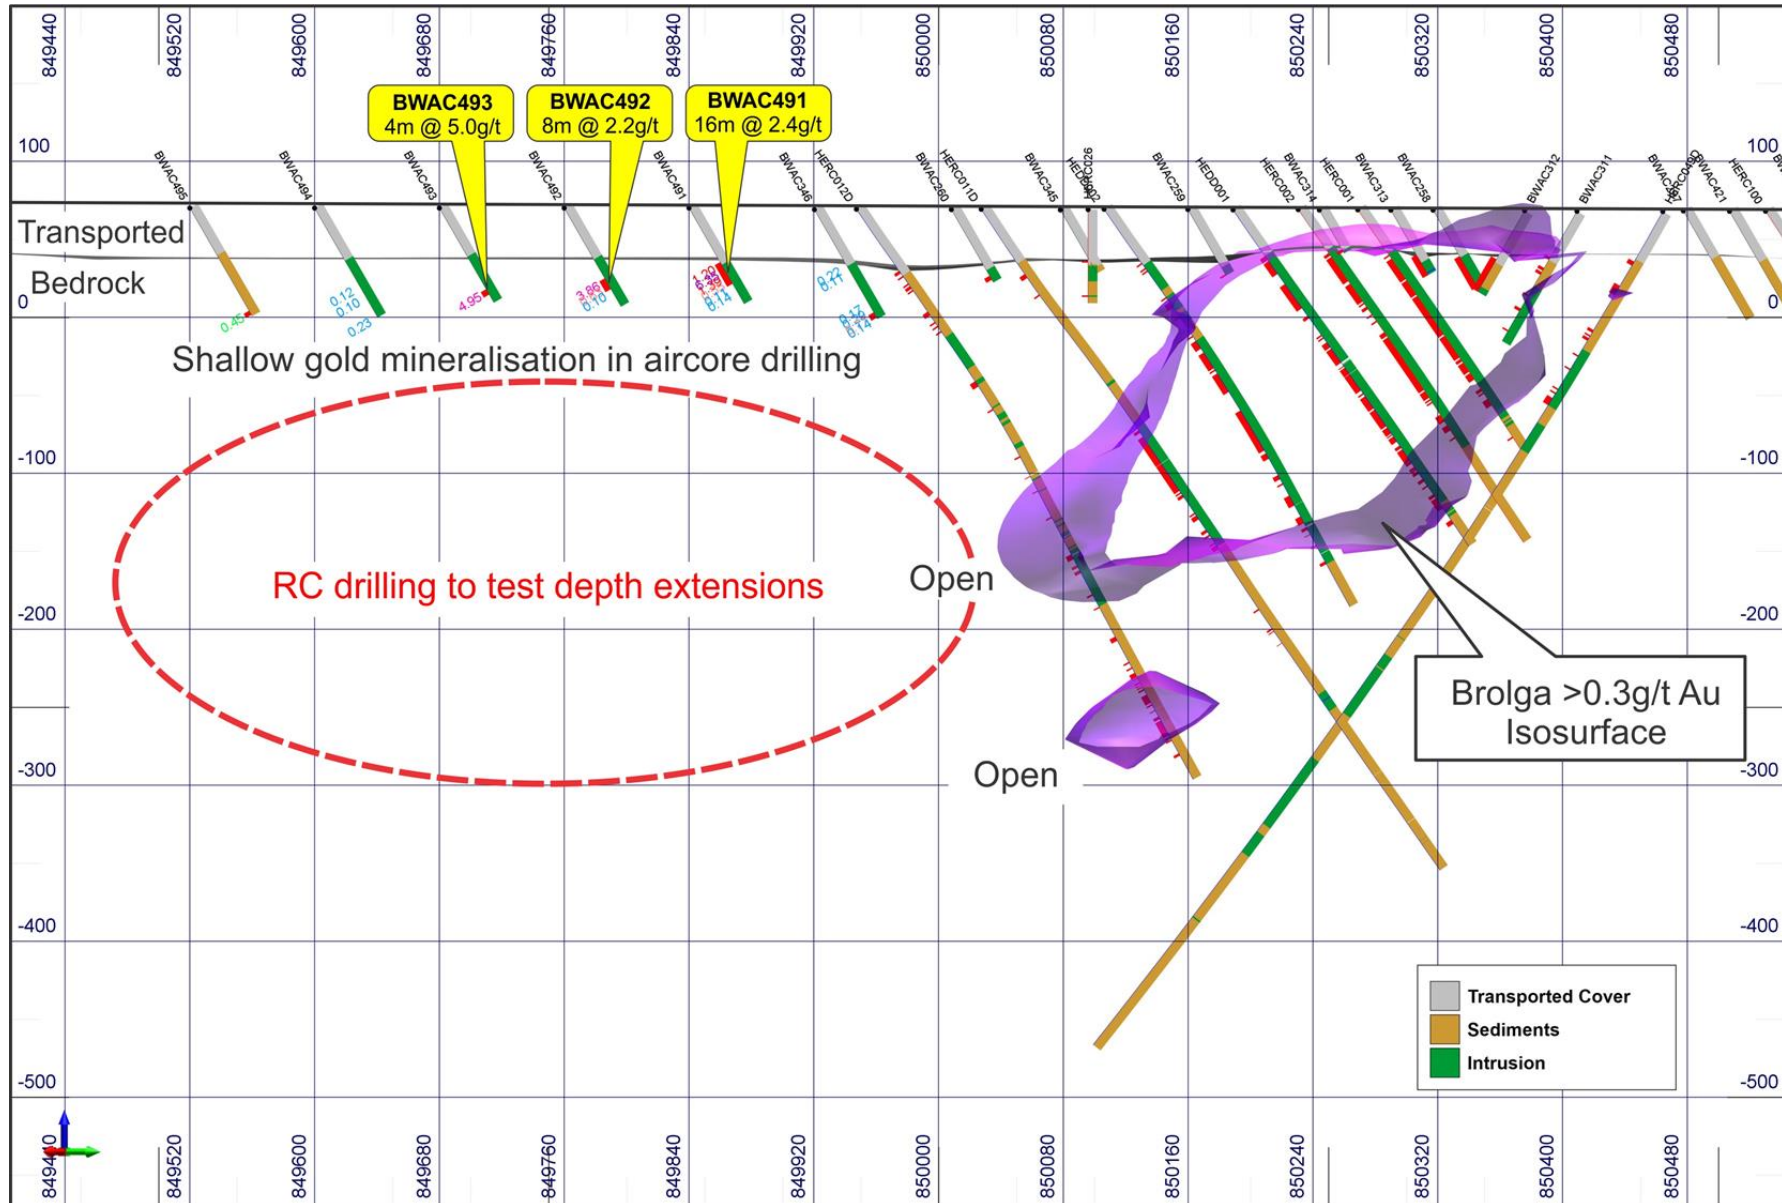 849440
849520
849600
849680
849760
849840
849920
850000
850080
850160
850240
850320
850400
850480
BWAC493
4m @ 5.0g/t
BWAC492
8m @ 2.2g/t
BWAC491
16m @ 2.4g/t
100
100
BWAC495
BWAC494
BWAC493
BWAC492
BWAC491
BWAC346
HERC012D
BWAC260
HERC011D
BWAC345
BWAC259
HEDD001
HERC002
BWAC314
HERC001
BWAC313
BWAC258
BWAC312
BWAC311
BWAC421
HERC100
Transported
Bedrock
0
0
0.45
0.12
0.10
0.23
4.95
3.86
0.10
1.20
0.14
0.22
0.14
Shallow gold mineralisation in aircore drilling
-100
-100
RC drilling to test depth extensions
Open
-200
-200
Brolga >0.3g/t Au
Isosurface
Open
-300
-300
-400
-400
Transported Cover
Sediments
Intrusion
-500
-500
849440
849520
849600
849680
849760
849840
849920
850000
850080
850160
850240
850320
850400
850480